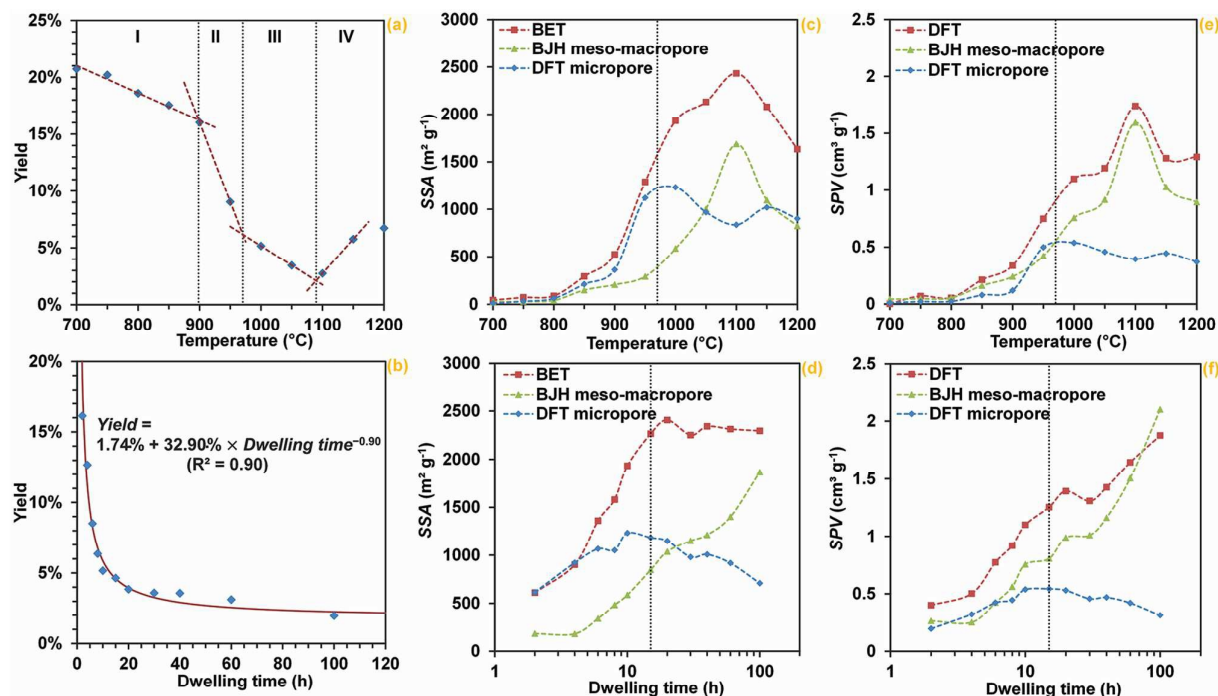 (a)
I
II
III
IV
25%
20%
15%
10%
5%
0%
Yield
700
800
900
1000
1100
1200
Temperature (°C)
(c)
BET
BJH meso-macropore
DFT micropore
3000
2500
2000
1500
1000
500
0
SSA (m² g⁻¹)
700
800
900
1000
1100
1200
Temperature (°C)
(e)
DFT
BJH meso-macropore
DFT micropore
2.5
2
1.5
1
0.5
0
SPV (cm³ g⁻¹)
700
800
900
1000
1100
1200
Temperature (°C)
(b)
20%
15%
10%
5%
0%
Yield
Yield =
1.74% + 32.90% × Dwelling time⁻⁰·⁹⁰
(R² = 0.90)
0
20
40
60
80
100
120
Dwelling time (h)
(d)
BET
BJH meso-macropore
DFT micropore
3000
2500
2000
1500
1000
500
0
SSA (m² g⁻¹)
1
10
100
Dwelling time (h)
(f)
DFT
BJH meso-macropore
DFT micropore
2.5
2
1.5
1
0.5
0
SPV (cm³ g⁻¹)
1
10
100
Dwelling time (h)